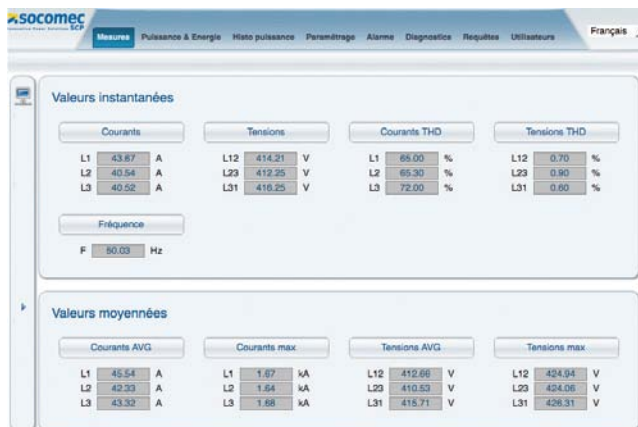 socomec
Innovative Power Solutions SCP
Mesures Puissance & Energie Histo puissance Paramétrage Alarme Diagnostics Requêtes Utilisateurs Français
Valeurs instantanées
Courants Tensions Courants THD Tensions THD
L1 43.67 A L12 414.21 V L1 65.00 % L12 0.70 %
L2 40.54 A L23 412.25 V L2 65.30 % L23 0.90 %
L3 40.52 A L31 416.25 V L3 72.00 % L31 0.60 %
Fréquence
F 50.03 Hz
Valeurs moyennées
Courants AVG Courants max Tensions AVG Tensions max
L1 45.54 A L1 1.67 kA L12 412.66 V L12 424.94 V
L2 42.33 A L2 1.64 kA L23 410.53 V L23 424.06 V
L3 43.32 A L3 1.68 kA L31 415.71 V L31 426.31 V